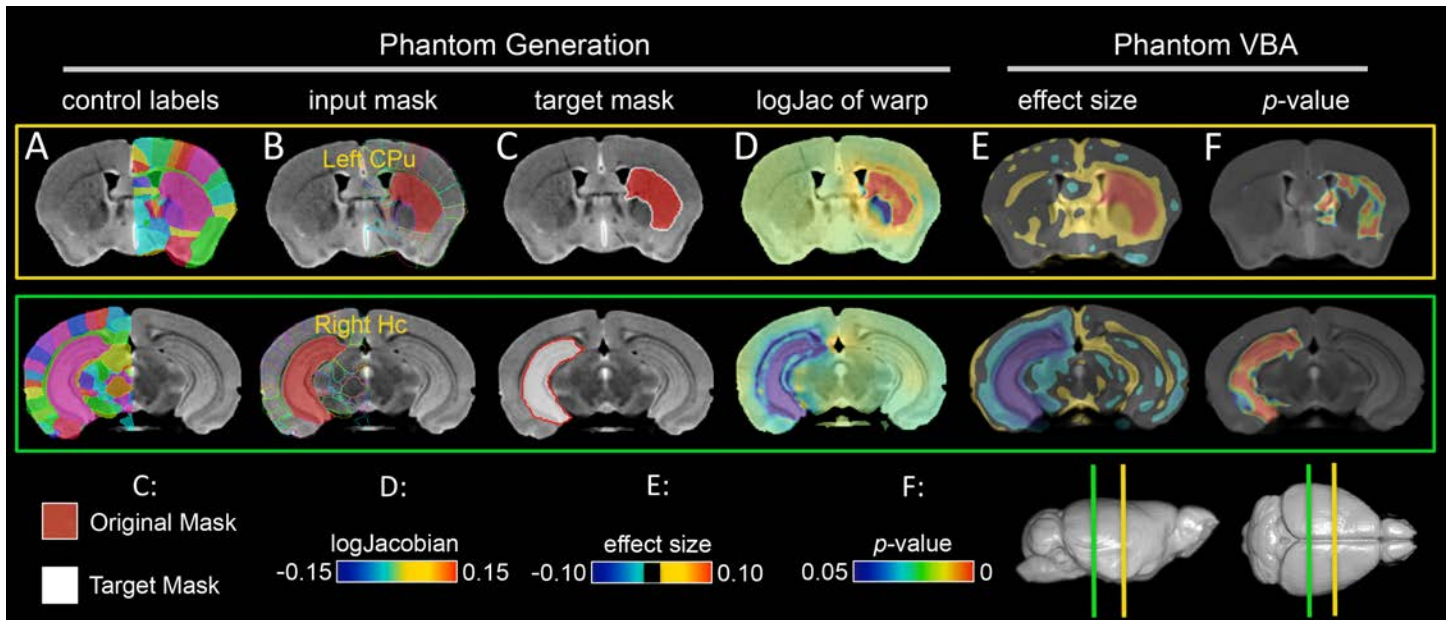 Phantom Generation Phantom VBA
control labels input mask target mask logJac of warp effect size p-value
A B C D E F
Left CPu
Right Hc
C: D: E: F:
Original Mask
logJacobian effect size p-value
-0.15 0.15 -0.10 0.10 0.05 0
Target Mask